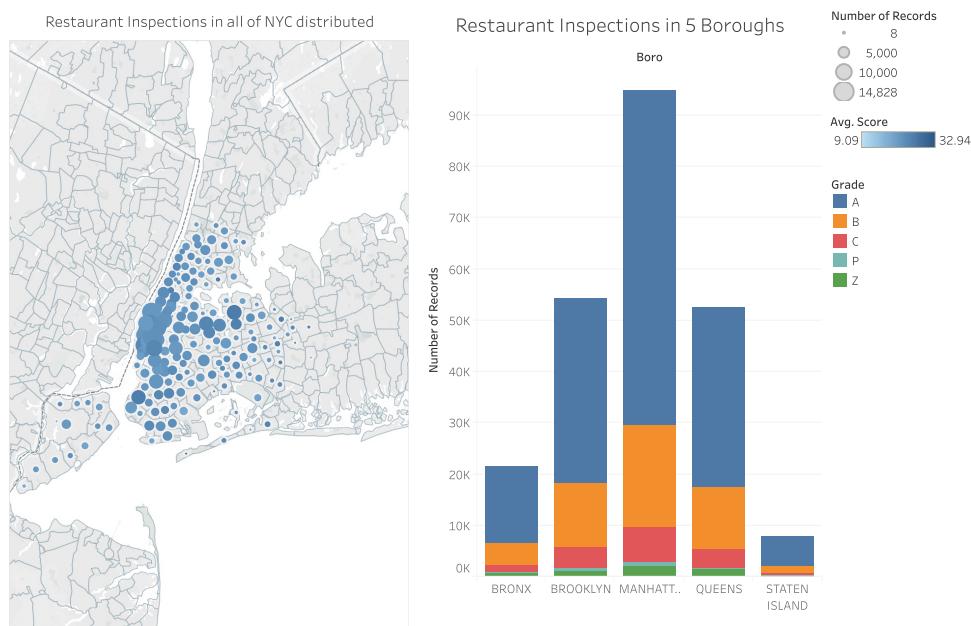 Restaurant Inspections in all of NYC distributed
Restaurant Inspections in 5 Boroughs
Boro
Number of Records
90K
80K
70K
60K
50K
40K
30K
20K
10K
0K
BRONX
BROOKLYN
MANHATT..
QUEENS
STATEN
ISLAND
Number of Records
8
5,000
10,000
14,828
Avg. Score
9.09 32.94
Grade
A
B
C
P
Z